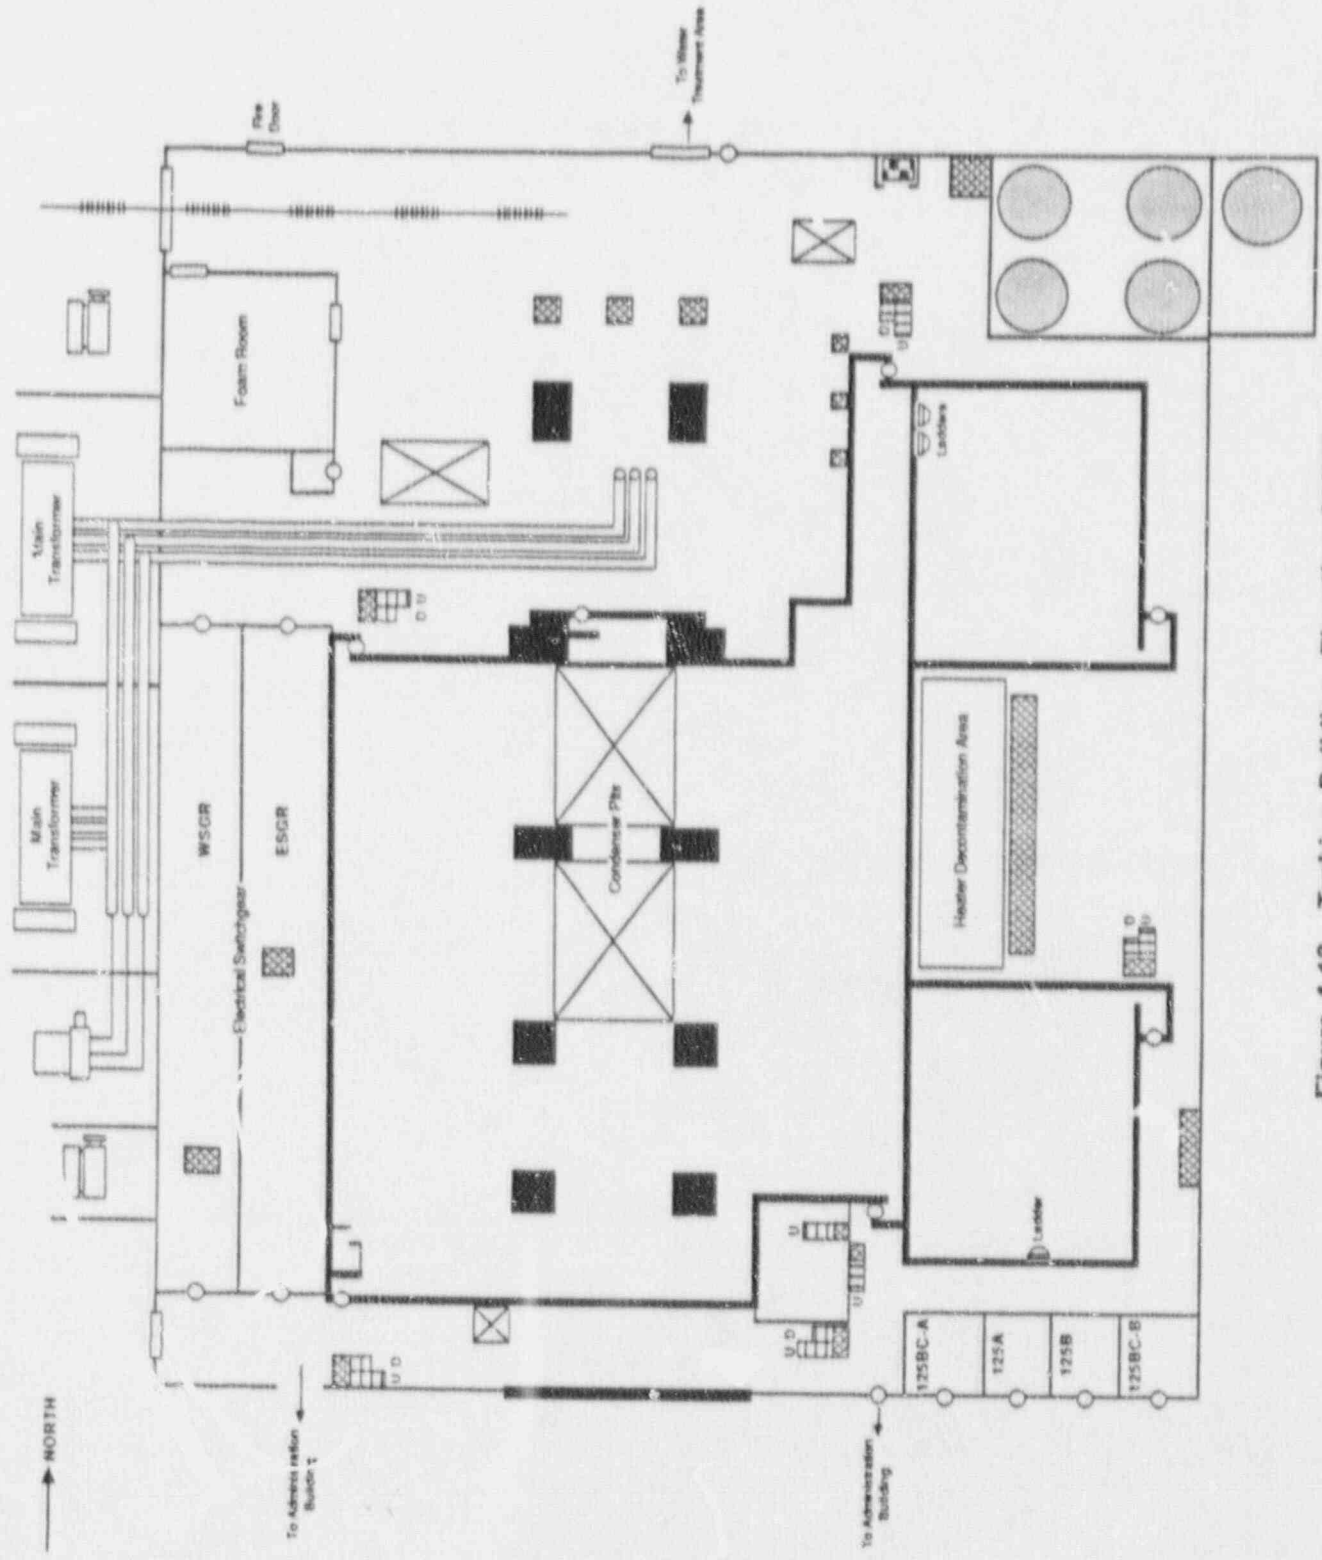 NORTH
To Administration
Building
To Administration
Building
Main
Transformer
Main
Transformer
WSGR
Electrical Switchgear
ESGR
Foam Room
Fire
Door
To Water
Treatment Area
Condenser Pits
Heater Decontamination Area
Ladders
Ladder
D U
U D
U D
U
U
D
U
D
U
125BC-A
125A
125B
125BC-B